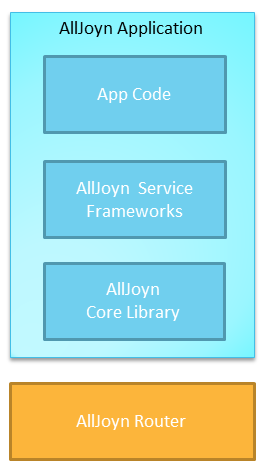 AllJoyn Application
App Code
AllJoyn Service
Frameworks
AllJoyn
Core Library
AllJoyn Router